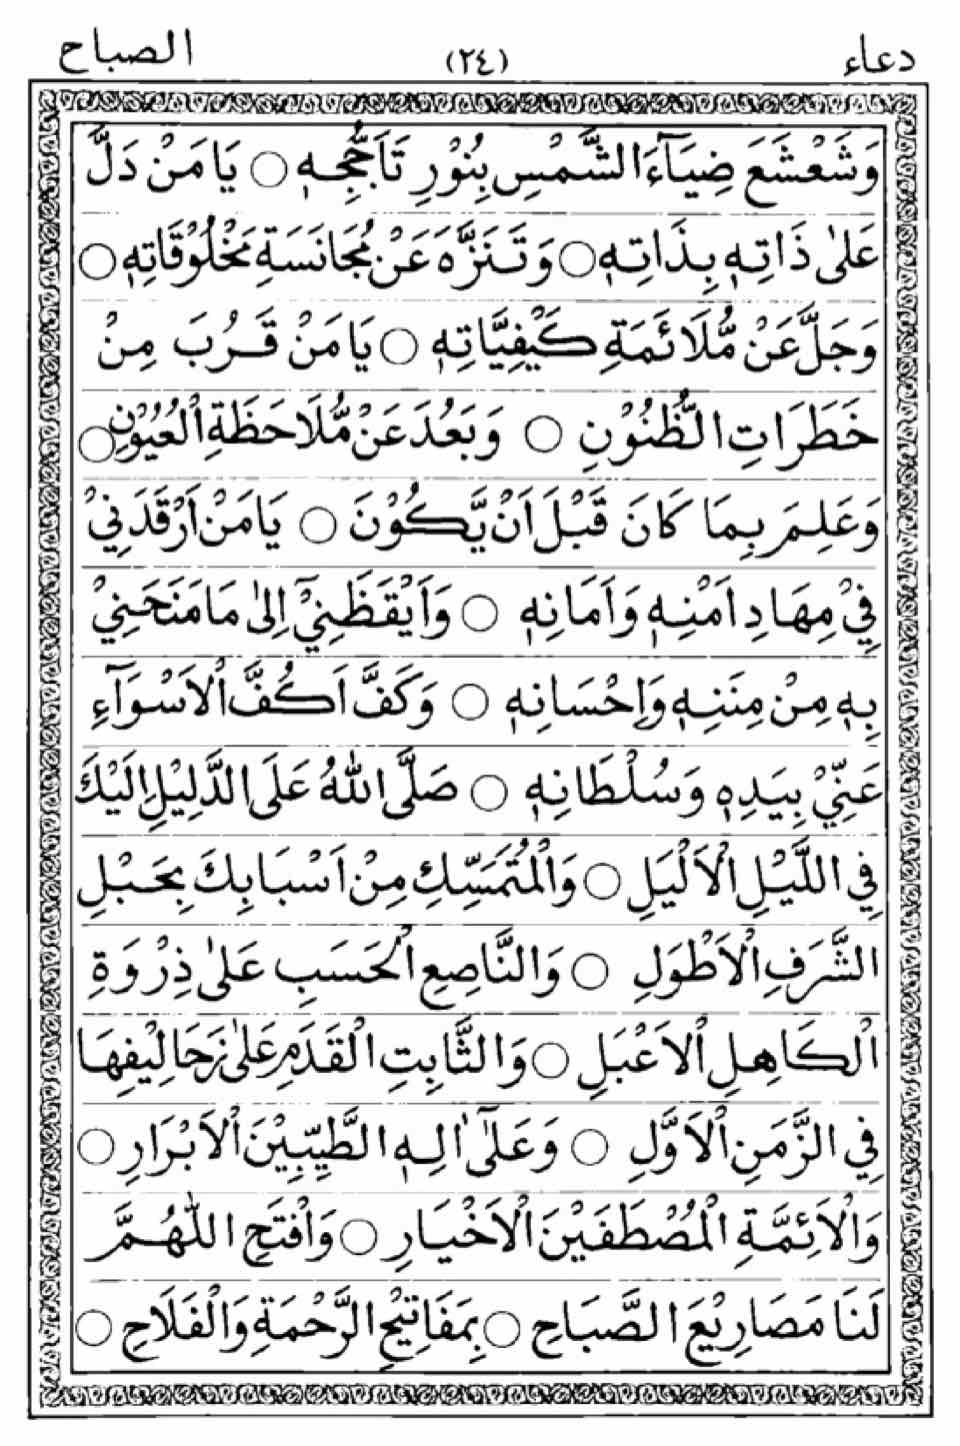 دعاء (٢٤) الصباح
وَشَعْشَعَ ضِيَآءَ الشَّمْسِ بِنُوْرِ تَاَجُّجِهٖ ○ يَا مَنْ دَلَّ
عَلٰى ذَاتِهٖ بِذَاتِهٖ ○ وَتَنَزَّهَ عَنْ مُجَانَسَةِ مَخْلُوْقَاتِهٖ ○
وَجَلَّ عَنْ مُّلَائَمَةِ كَيْفِيَّاتِهٖ ○ يَا مَنْ قَرُبَ مِنْ
خَطَرَاتِ الظُّنُوْنِ ○ وَبَعُدَ عَنْ مُّلَاحَظَةِ الْعُيُوْنِ ○
وَعَلِمَ بِمَا كَانَ قَبْلَ اَنْ يَّكُوْنَ ○ يَا مَنْ اَرْقَدَنِيْ
فِيْ مِهَادِ اَمْنِهٖ وَاَمَانِهٖ ○ وَاَيْقَظَنِيْٓ اِلٰى مَا مَنَحَنِيْ
بِهٖ مِنْ مِنَنِهٖ وَاِحْسَانِهٖ ○ وَكَفَّ اَكُفَّ الْاَسْوَآءِ
عَنِّيْ بِيَدِهٖ وَسُلْطَانِهٖ ○ صَلَّى اللّٰهُ عَلَى الدَّلِيْلِ اِلَيْكَ
فِي اللَّيْلِ الْاَلْيَلِ ○ وَالْمُتَمَسِّكِ مِنْ اَسْبَابِكَ بِحَبْلِ
الشَّرَفِ الْاَطْوَلِ ○ وَالنَّاصِعِ الْحَسَبِ عَلٰى ذِرْوَةِ
الْكَاهِلِ الْاَعْبَلِ ○ وَالثَّابِتِ الْقَدَمِ عَلٰى زَحَالِيْفِهَا
فِي الزَّمَنِ الْاَوَّلِ ○ وَعَلٰٓى اٰلِهِ الطَّيِّبِيْنَ الْاَبْرَارِ ○
وَالْاَئِمَّةِ الْمُصْطَفَيْنَ الْاَخْيَارِ ○ وَافْتَحِ اللّٰهُمَّ
لَنَا مَصَارِيْعَ الصَّبَاحِ ○ بِمَفَاتِيْحِ الرَّحْمَةِ وَالْفَلَاحِ ○